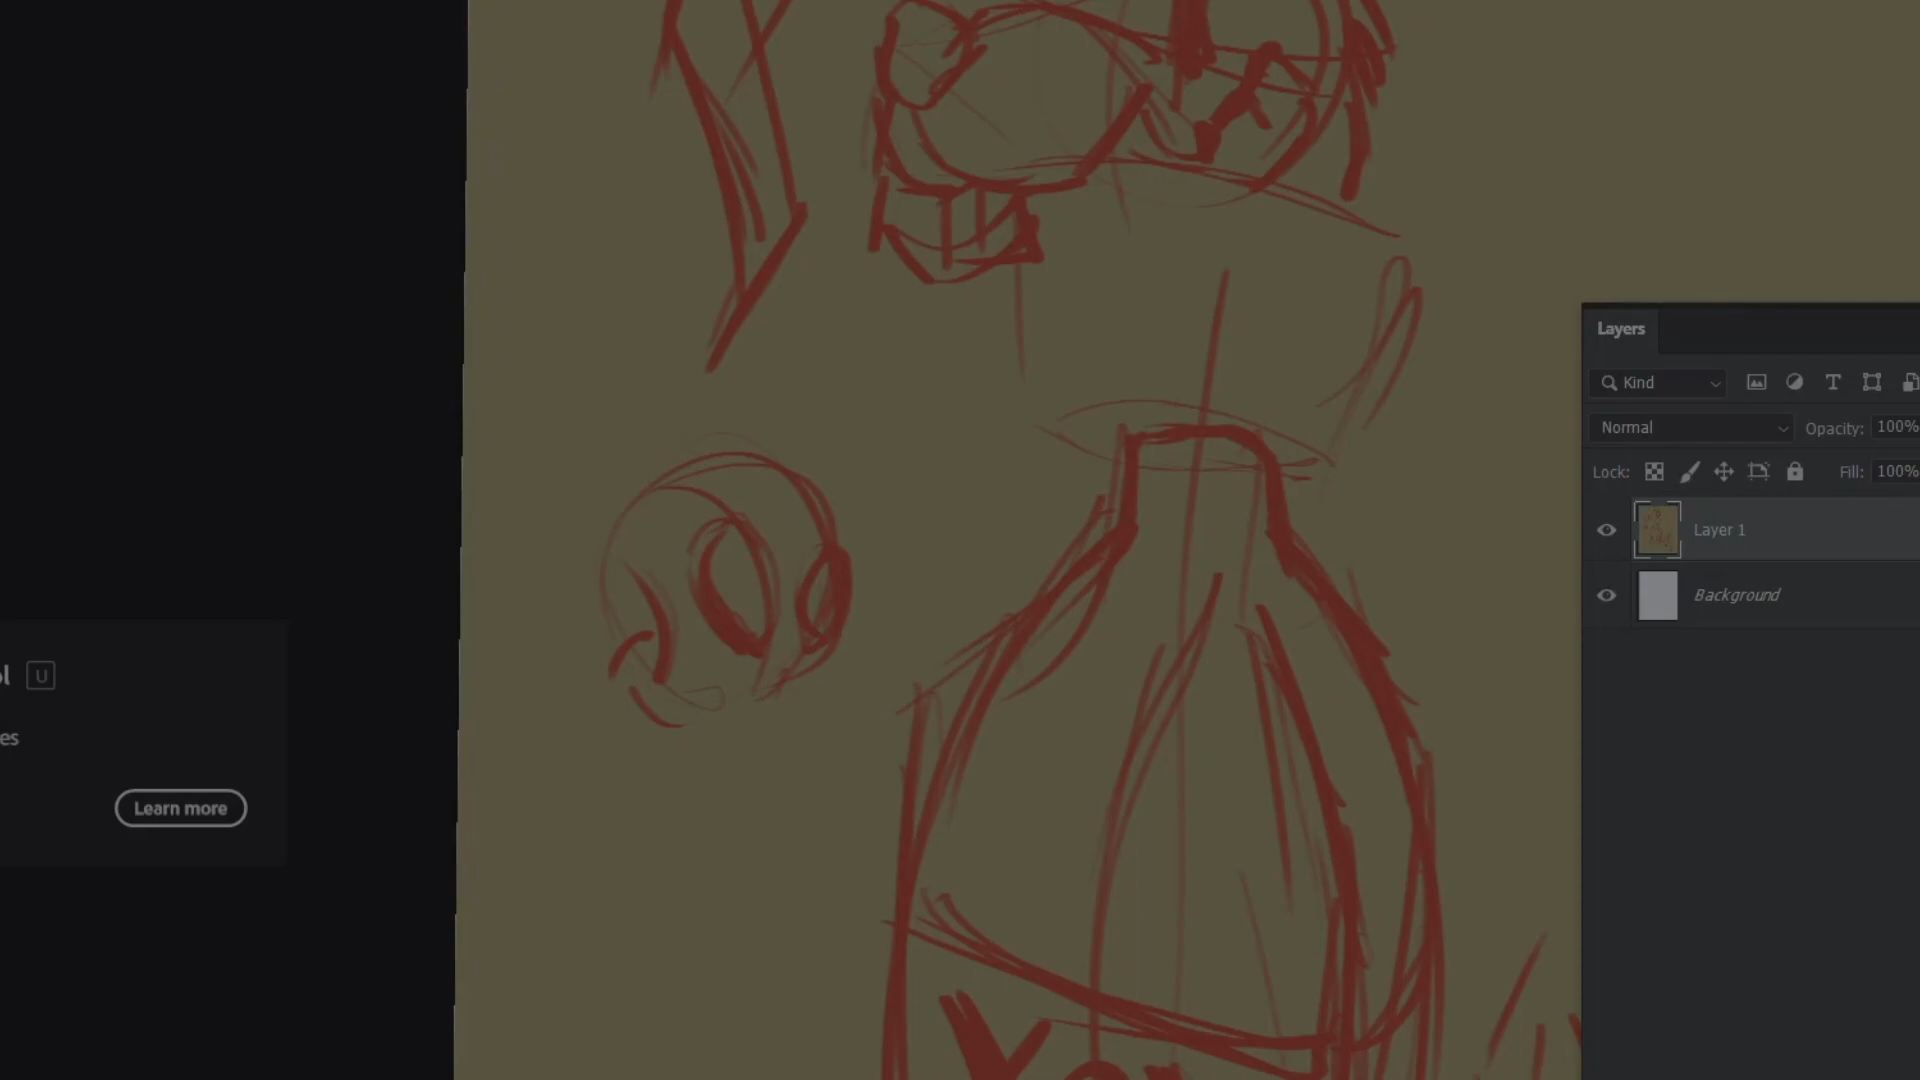 Layers
Kind
Normal
Opacity: 100%
Lock:
Fill: 100%
Layer 1
Background
U
es
Learn more